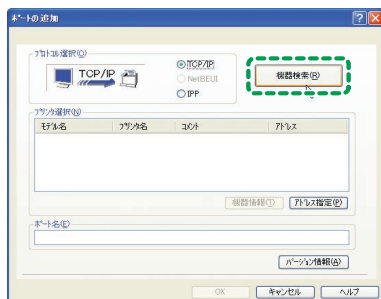 ﾎﾟｰﾄの追加
ﾌﾟﾛﾄｺﾙ選択(O)
TCP/IP
TCP/IP
NetBEUI
IPP
機器検索(R)
ﾌﾟﾘﾝﾀ選択(N)
ﾓﾃﾞﾙ名 ﾌﾟﾘﾝﾀ名 ｺﾒﾝﾄ ｱﾄﾞﾚｽ
機器情報(I) ｱﾄﾞﾚｽ指定(P)
ﾎﾟｰﾄ名(E)
ﾊﾞｰｼﾞｮﾝ情報(A)
OK ｷｬﾝｾﾙ ﾍﾙﾌﾟ